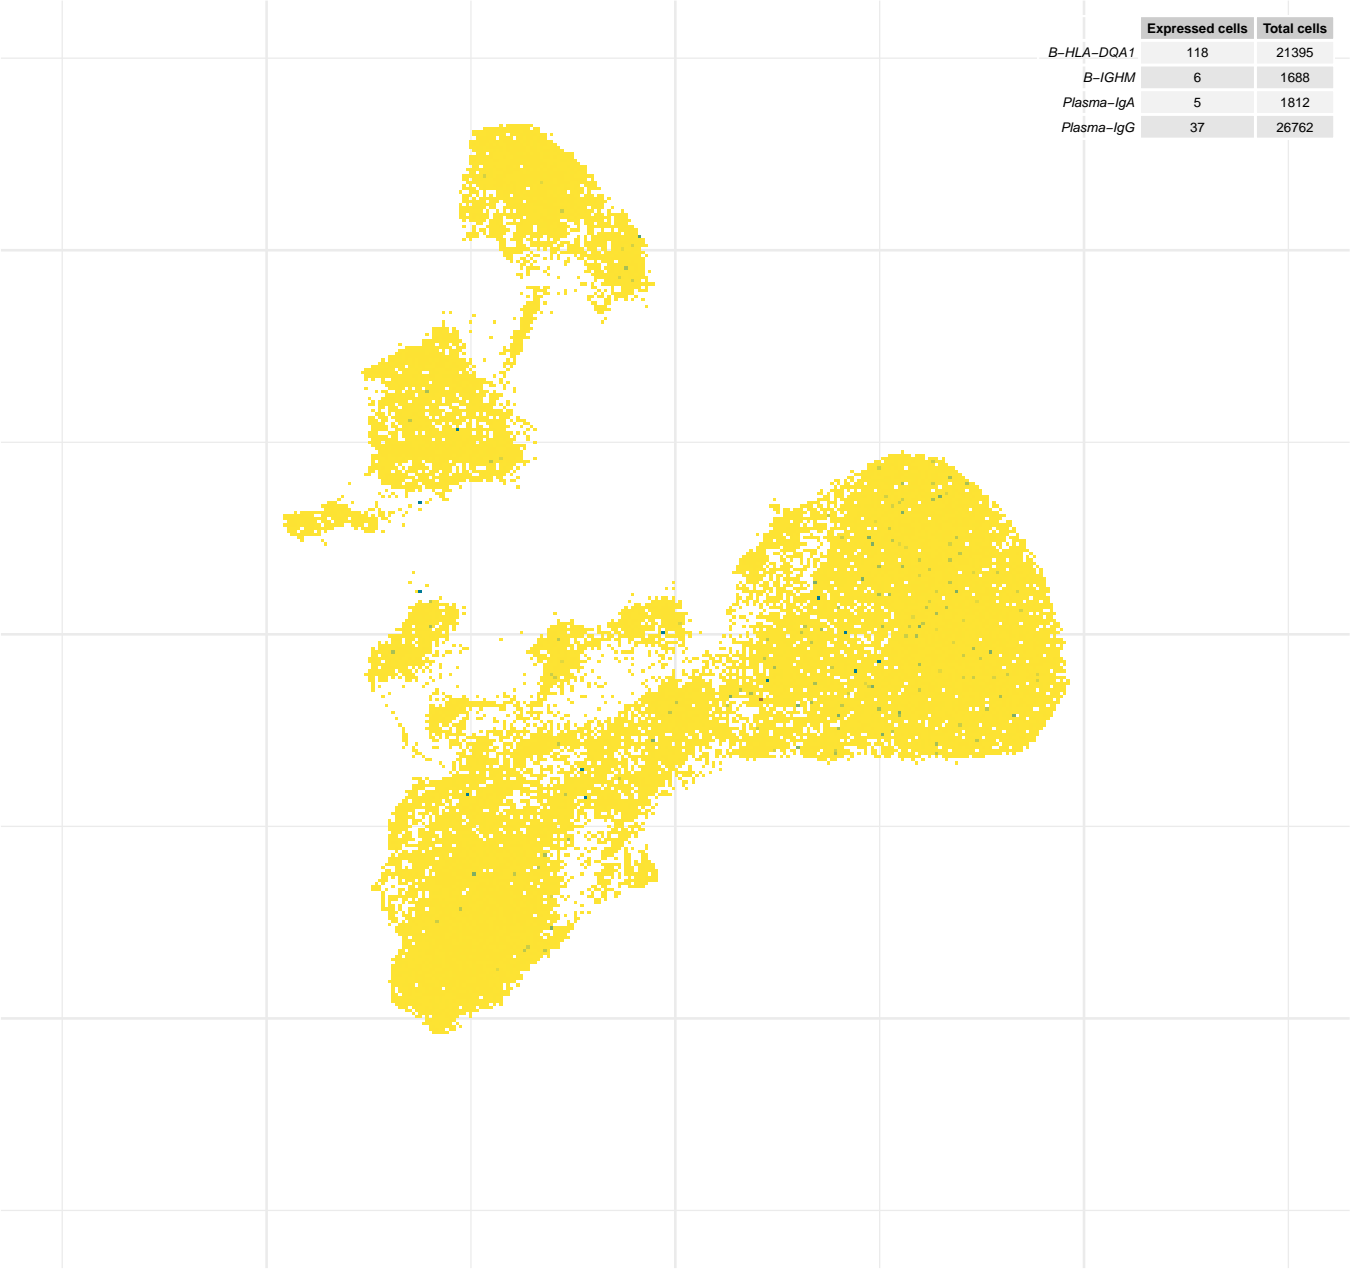 Expressed cells Total cells
B−HLA−DQA1 118 21395
B−IGHM 6 1688
Plasma−IgA 5 1812
Plasma−IgG 37 26762